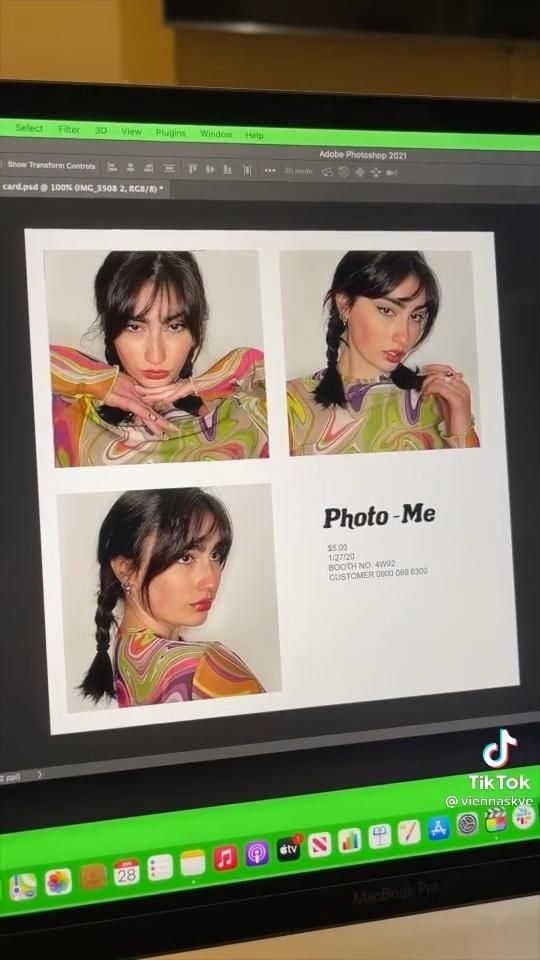 Select Filter 3D View Plugins Window Help
Adobe Photoshop 2021
Show Transform Controls
3D Mode:
card.psd @ 100% (IMG_3508 2, RGB/8) *
Photo-Me
$5.00
1/27/20
BOOTH NO. 4W92
CUSTOMER 0900 089 6300
TikTok
@viennaskye
2 ppi)
JAN
28
tv
1
MacBook Pro